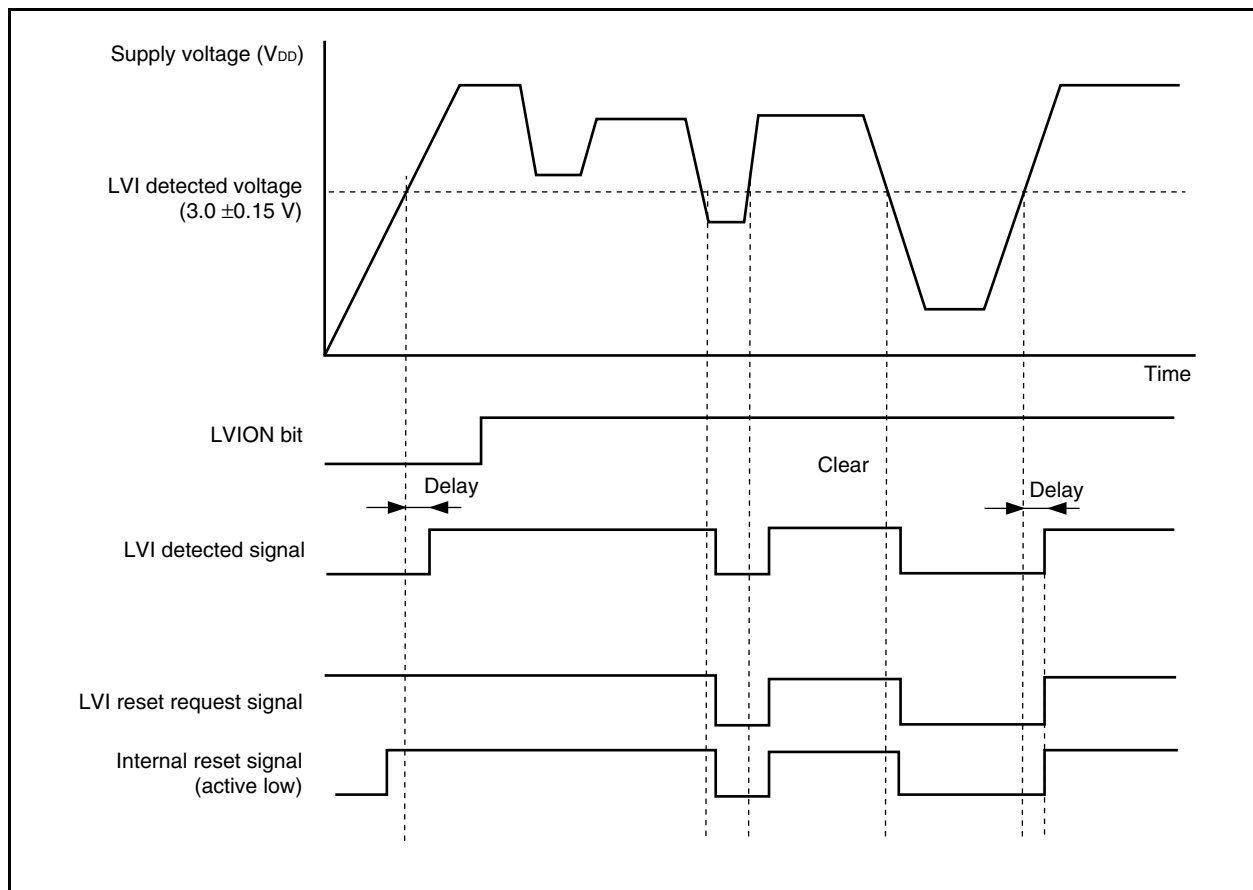 Supply voltage (VDD)
LVI detected voltage
(3.0 ±0.15 V)
Time
LVION bit
Clear
Delay
Delay
LVI detected signal
LVI reset request signal
Internal reset signal
(active low)